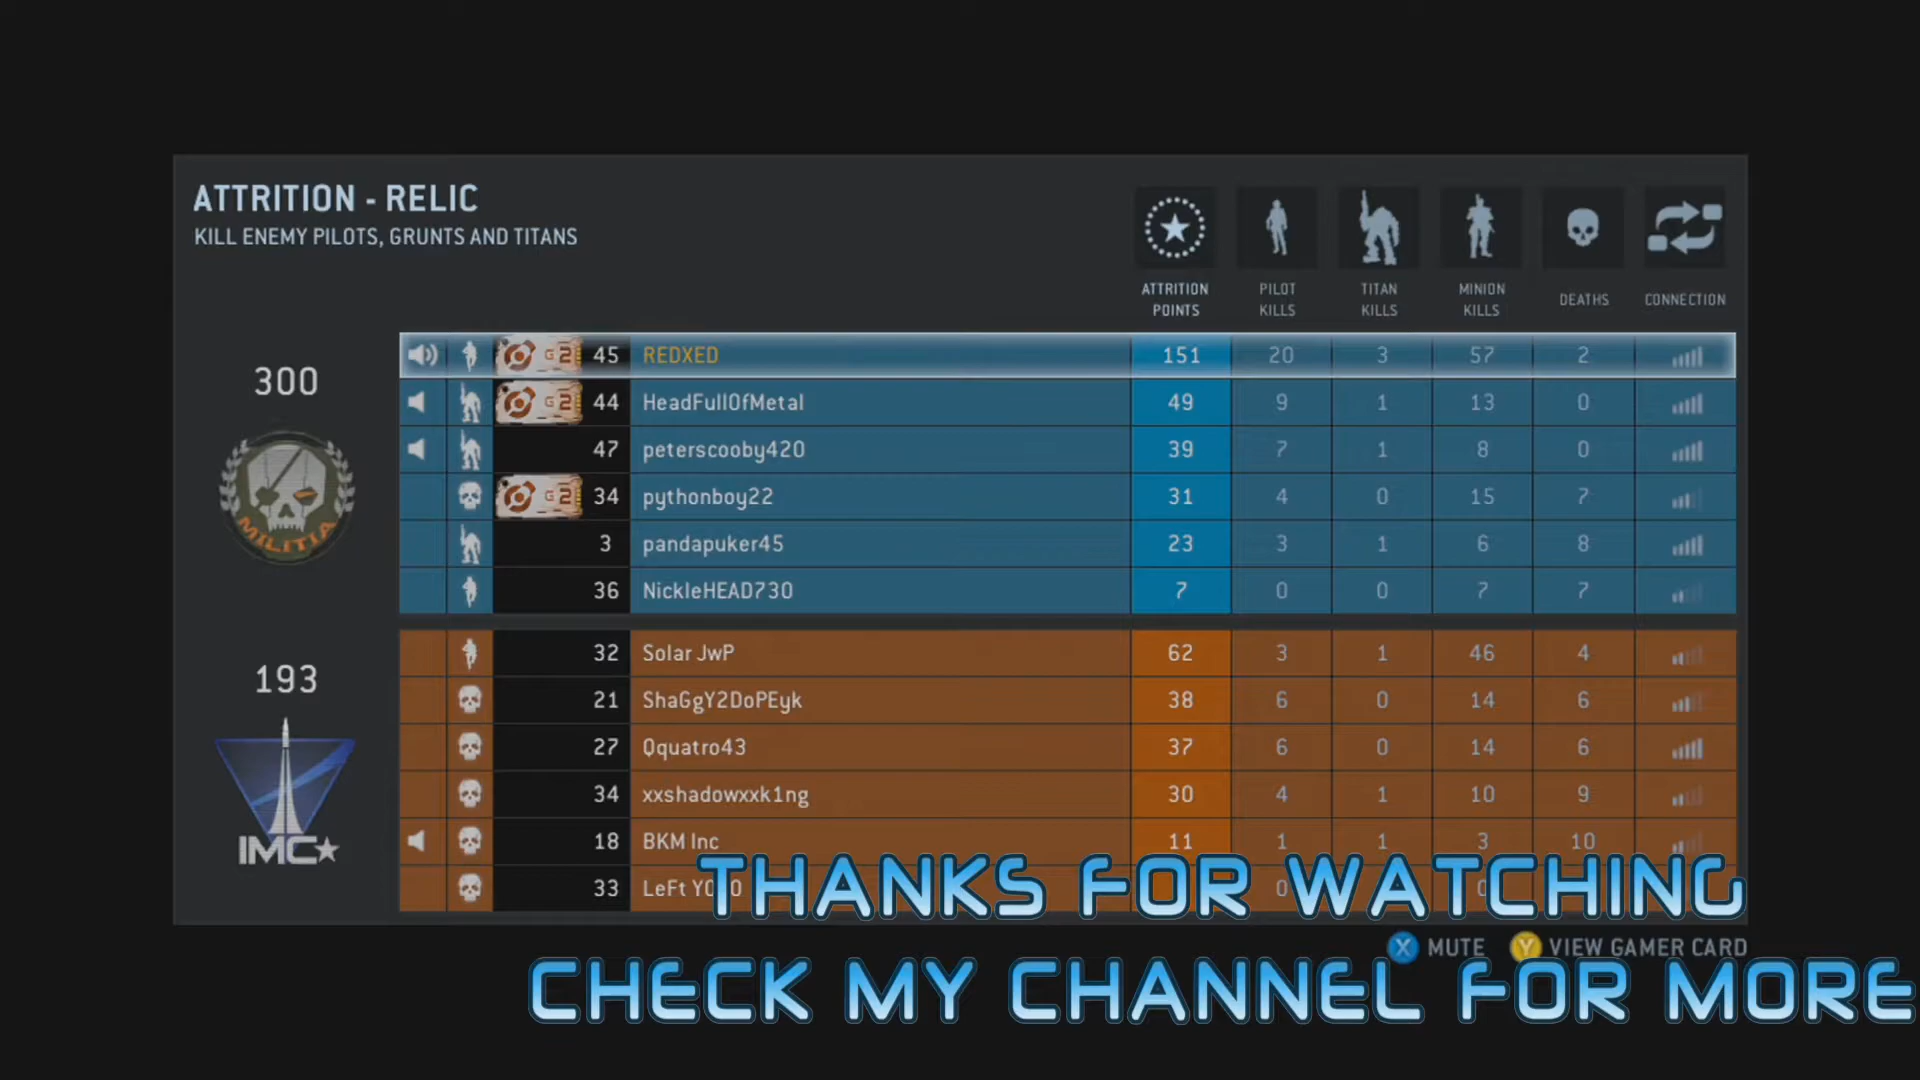 ATTRITION - RELIC
KILL ENEMY PILOTS, GRUNTS AND TITANS
ATTRITION POINTS
PILOT KILLS
TITAN KILLS
MINION KILLS
DEATHS
CONNECTION
300
MILITIA
G2 45 REDXED 151 20 3 57 2
G2 44 HeadFullOfMetal 49 9 1 13 0
47 peterscooby420 39 7 1 8 0
G2 34 pythonboy22 31 4 0 15 7
3 pandapuker45 23 3 1 6 8
36 NickleHEAD730 7 0 0 7 7
193
IMC
32 Solar JwP 62 3 1 46 4
21 ShaGgY2DoPEyk 38 6 0 14 6
27 Qquatro43 37 6 0 14 6
34 xxshadowxxk1ng 30 4 1 10 9
18 BKM Inc 11 1 1 3 10
33 LeFt
THANKS FOR WATCHING
X MUTE Y VIEW GAMER CARD
CHECK MY CHANNEL FOR MORE